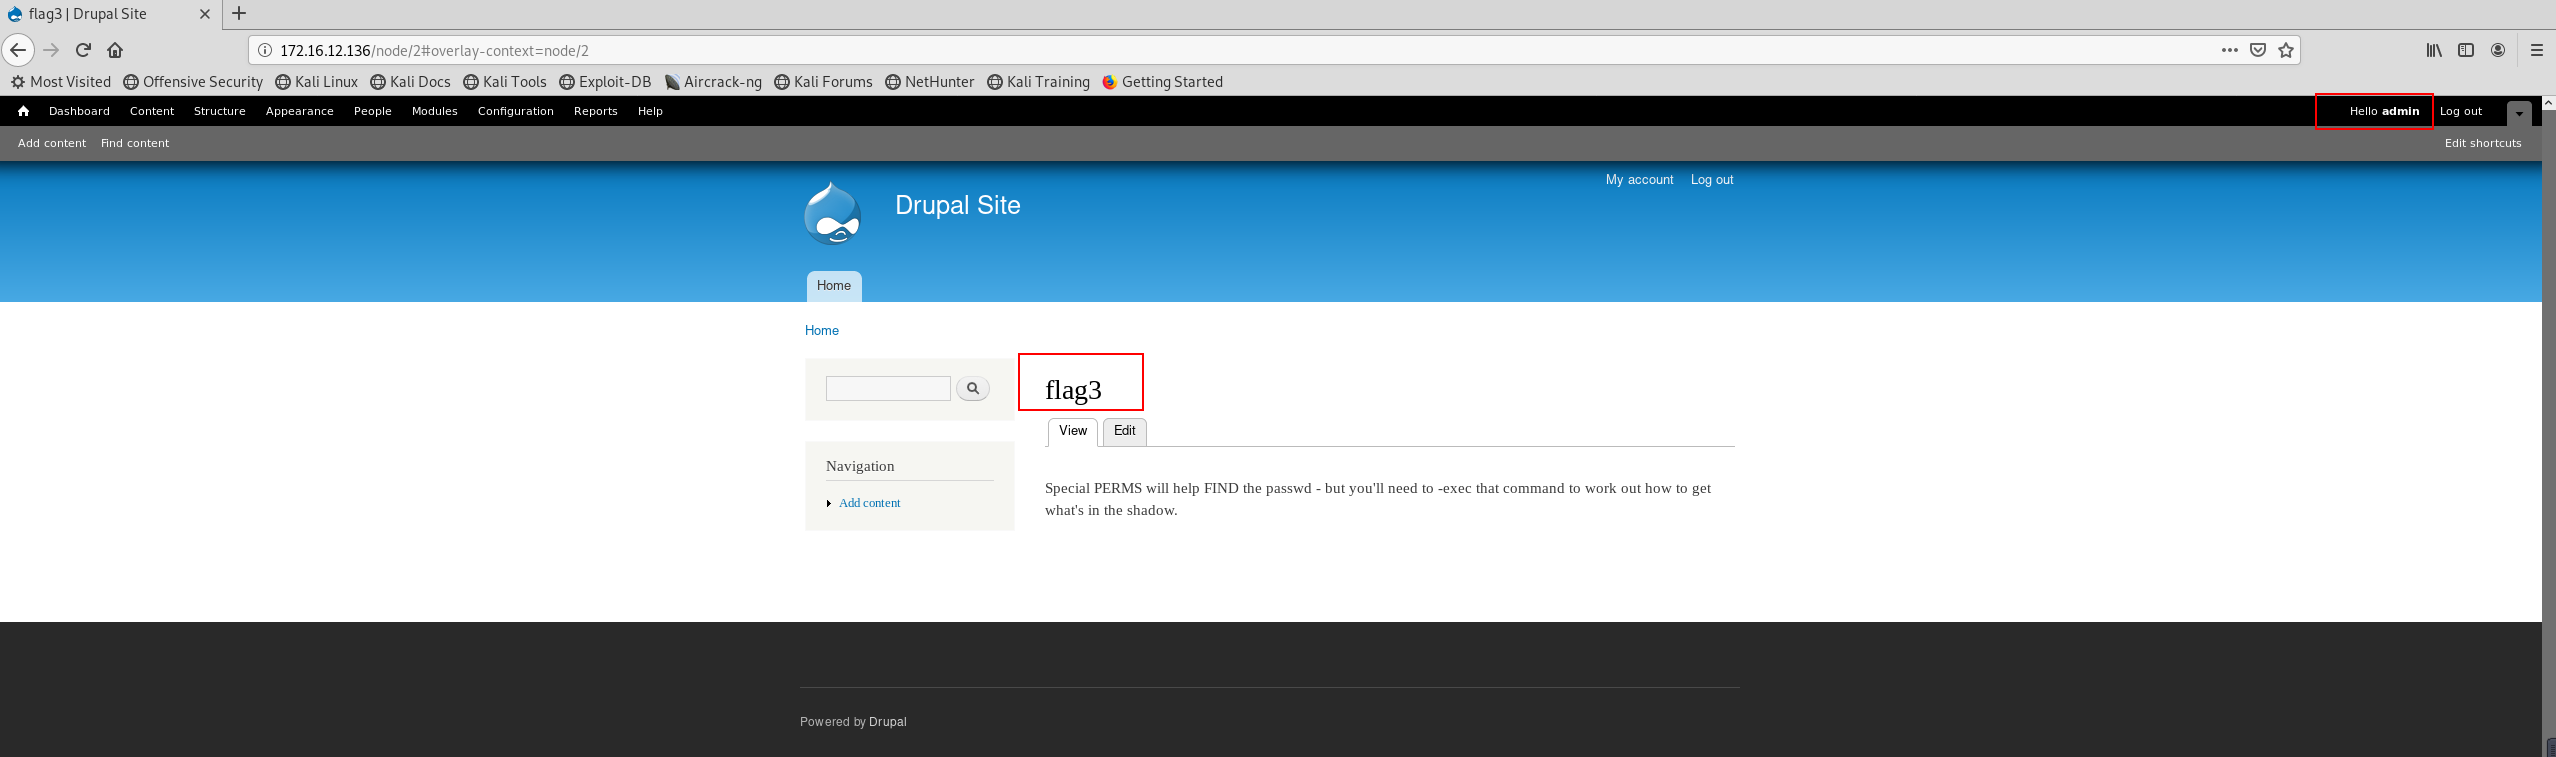 flag3 | Drupal Site
172.16.12.136/node/2#overlay-context=node/2
Most Visited Offensive Security Kali Linux Kali Docs Kali Tools Exploit-DB Aircrack-ng Kali Forums NetHunter Kali Training Getting Started
Dashboard Content Structure Appearance People Modules Configuration Reports Help Hello admin Log out
Add content Find content Edit shortcuts
My account Log out
Drupal Site
Home
Home
flag3
View Edit
Navigation
Add content
Special PERMS will help FIND the passwd - but you'll need to -exec that command to work out how to get
what's in the shadow.
Powered by Drupal